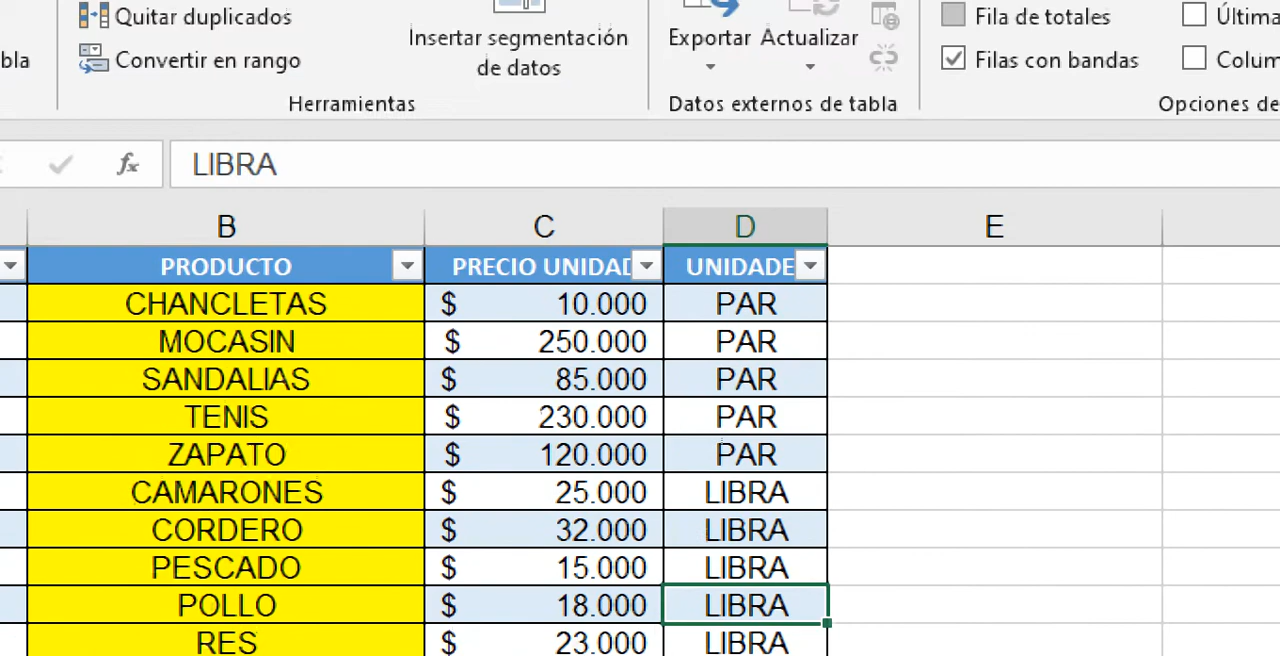 Quitar duplicados
Convertir en rango
Herramientas
Insertar segmentación
de datos
Exportar Actualizar
Datos externos de tabla
Fila de totales
Filas con bandas
Opciones de
fx LIBRA
B C D E
PRODUCTO PRECIO UNIDAD UNIDADE
CHANCLETAS $ 10.000 PAR
MOCASIN $ 250.000 PAR
SANDALIAS $ 85.000 PAR
TENIS $ 230.000 PAR
ZAPATO $ 120.000 PAR
CAMARONES $ 25.000 LIBRA
CORDERO $ 32.000 LIBRA
PESCADO $ 15.000 LIBRA
POLLO $ 18.000 LIBRA
RES $ 23.000 LIBRA